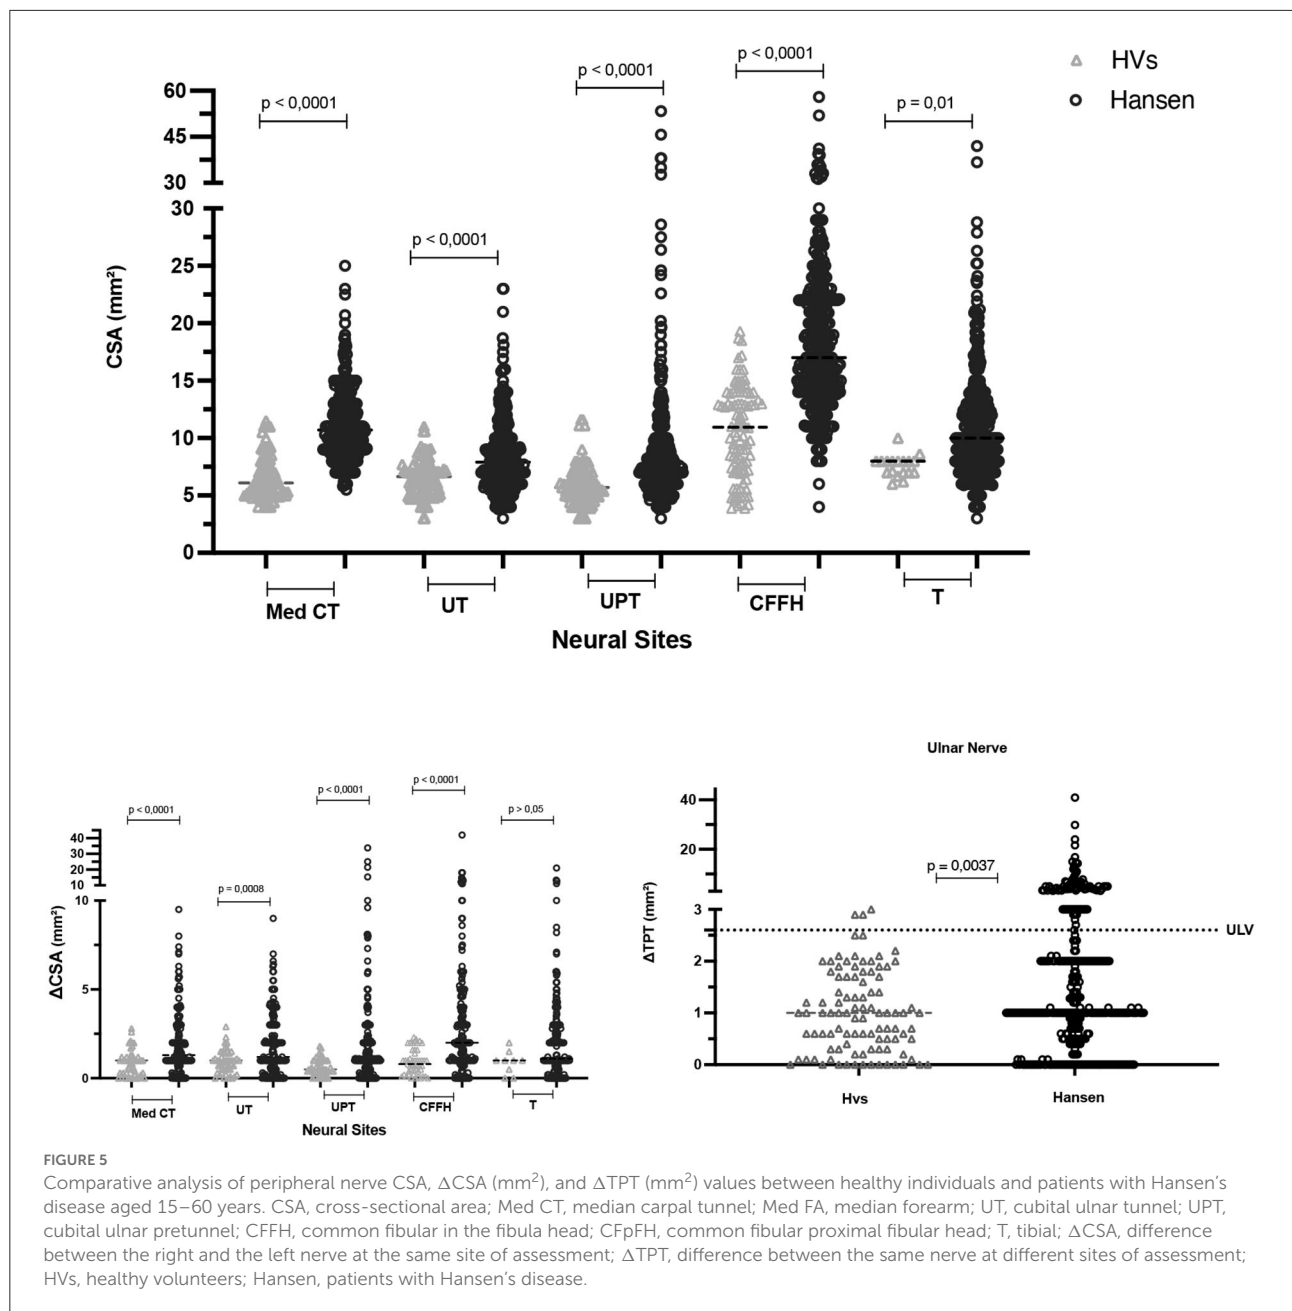 HVs
Hansen
p < 0,0001
p < 0,0001
p < 0,0001
p < 0,0001
p = 0,01
60
45
30
30
25
20
15
10
5
0
CSA (mm²)
Med CT
UT
UPT
CFFH
T
Neural Sites
p < 0,0001
p = 0,0008
p < 0,0001
p < 0,0001
p > 0,05
40
30
20
10
10
5
0
ΔCSA (mm²)
Med CT
UT
UPT
CFFH
T
Neural Sites
Ulnar Nerve
40
20
3
2
1
0
ΔTPT (mm²)
p = 0,0037
ULV
Hvs
Hansen
FIGURE 5
Comparative analysis of peripheral nerve CSA, ΔCSA (mm²), and ΔTPT (mm²) values between healthy individuals and patients with Hansen's
disease aged 15–60 years. CSA, cross-sectional area; Med CT, median carpal tunnel; Med FA, median forearm; UT, cubital ulnar tunnel; UPT,
cubital ulnar pretunnel; CFFH, common fibular in the fibula head; CFpFH, common fibular proximal fibular head; T, tibial; ΔCSA, difference
between the right and the left nerve at the same site of assessment; ΔTPT, difference between the same nerve at different sites of assessment;
HVs, healthy volunteers; Hansen, patients with Hansen's disease.